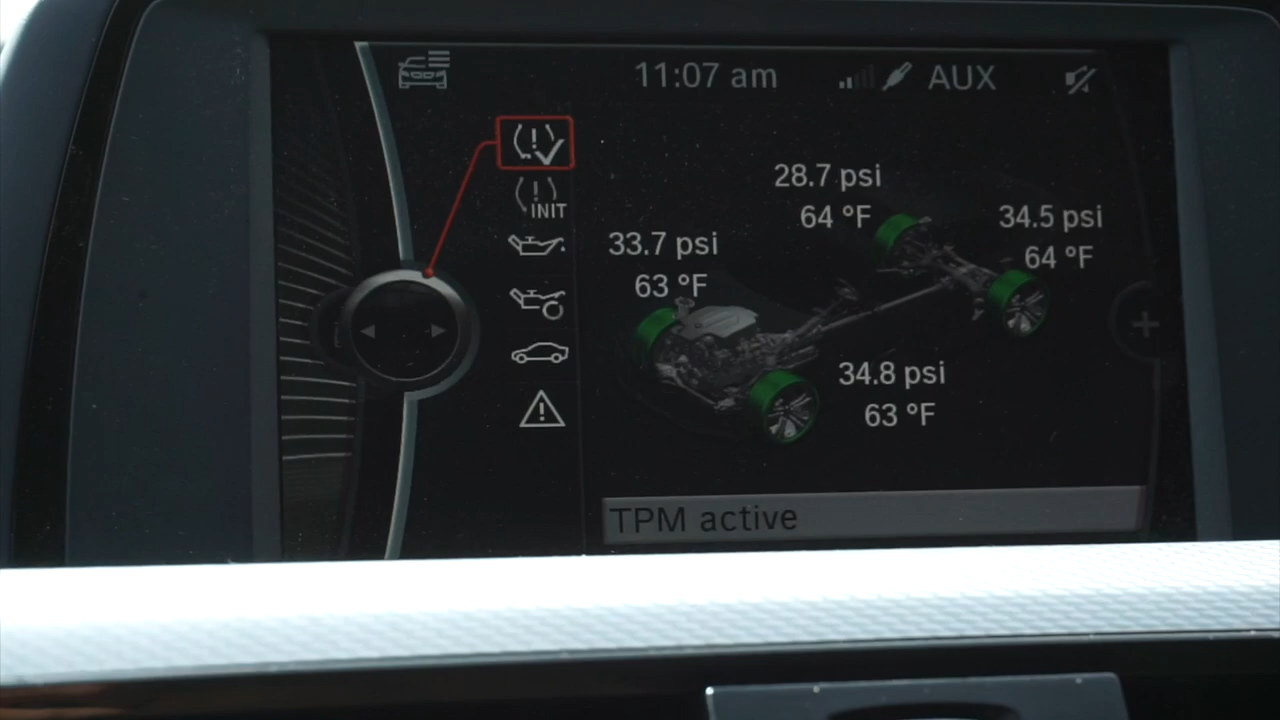 11:07 am
AUX
INIT
28.7 psi
64 °F
34.5 psi
64 °F
33.7 psi
63 °F
34.8 psi
63 °F
TPM active